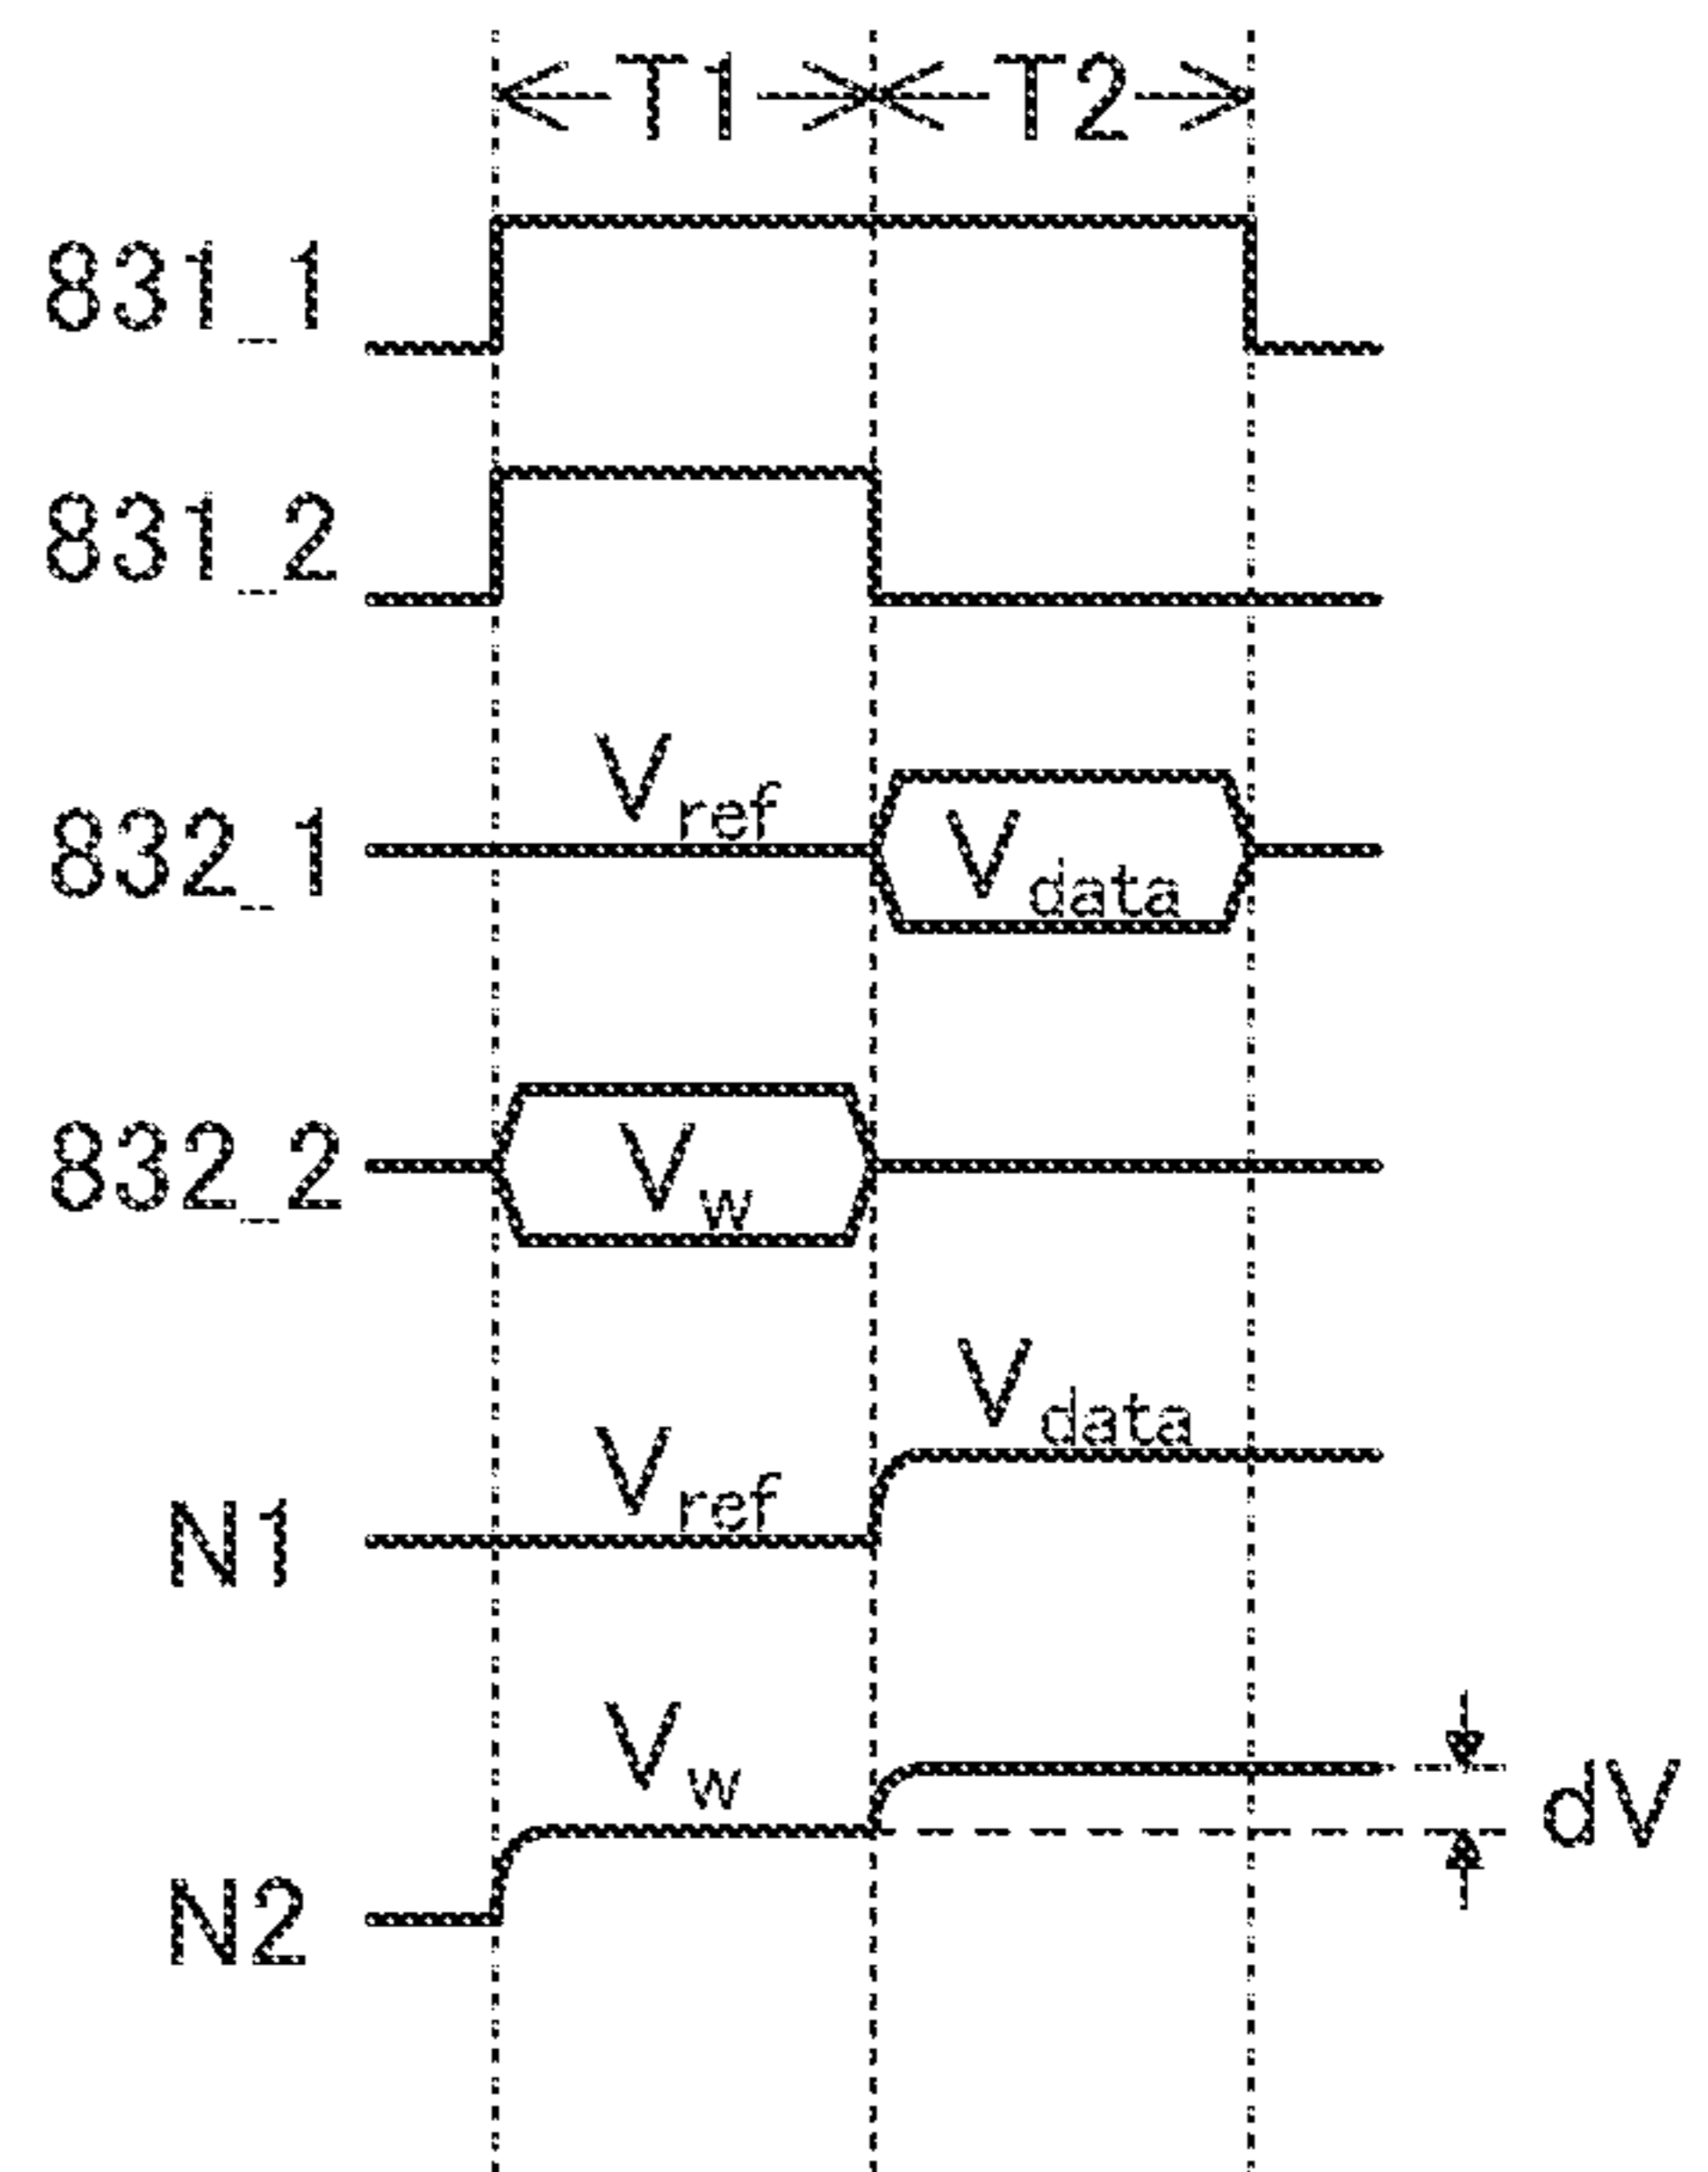 T1 T2
831_1
831_2
832_1 Vref Vdata
832_2 Vw
N1 Vref Vdata
N2 Vw dV